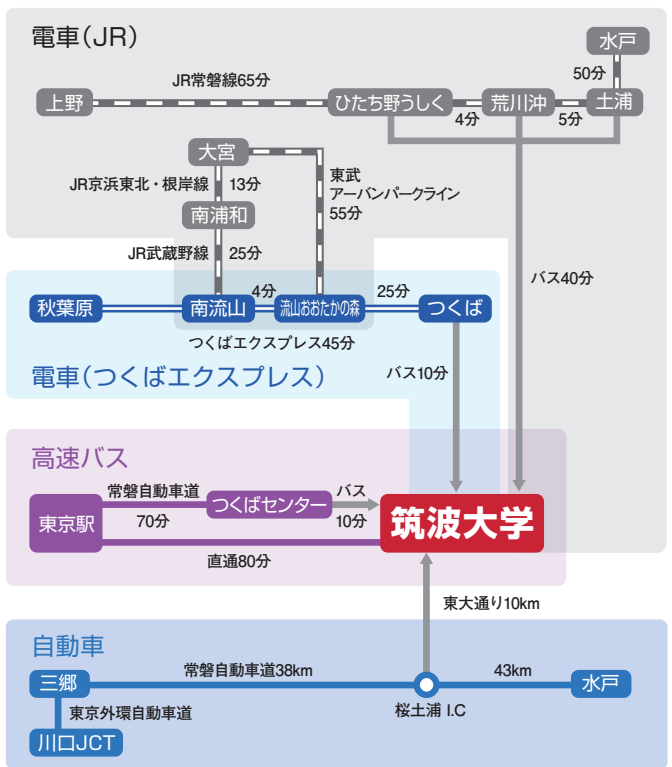 電車（JR）
水戸
50分
JR常磐線65分
上野
ひたち野うしく
荒川沖
土浦
4分
5分
大宮
東武
アーバンパークライン
55分
JR京浜東北・根岸線
13分
南浦和
JR武蔵野線
25分
バス40分
4分
25分
秋葉原
南流山
流山おおたかの森
つくば
つくばエクスプレス45分
電車（つくばエクスプレス）
バス10分
高速バス
常磐自動車道
バス
東京駅
つくばセンター
70分
10分
筑波大学
直通80分
東大通り10km
自動車
常磐自動車道38km
43km
三郷
水戸
東京外環自動車道
桜土浦 I.C
川口JCT